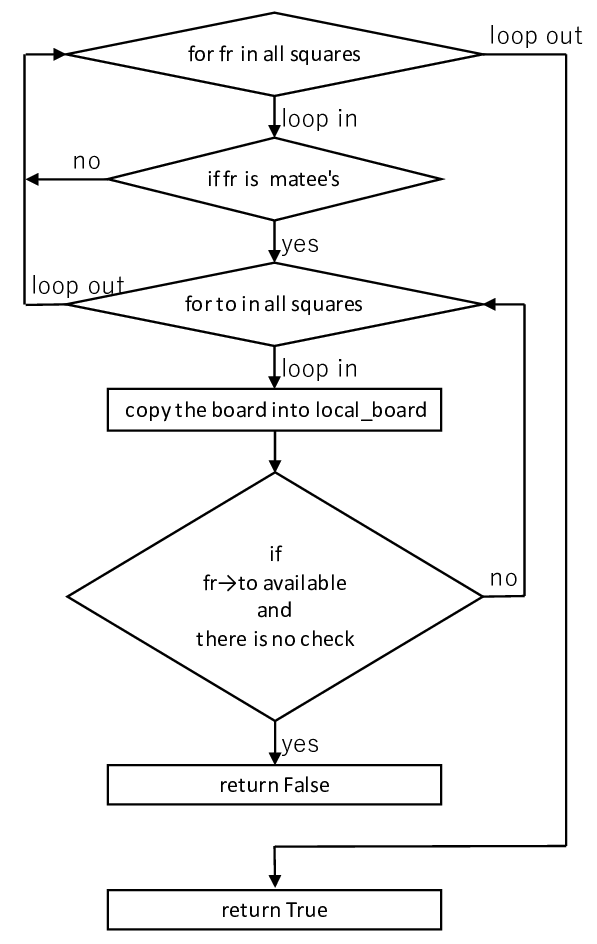 for fr in all squares
loop out
loop in
if fr is matee's
no
yes
for to in all squares
loop out
loop in
copy the board into local_board
if
fr→to available
and
there is no check
no
yes
return False
return True